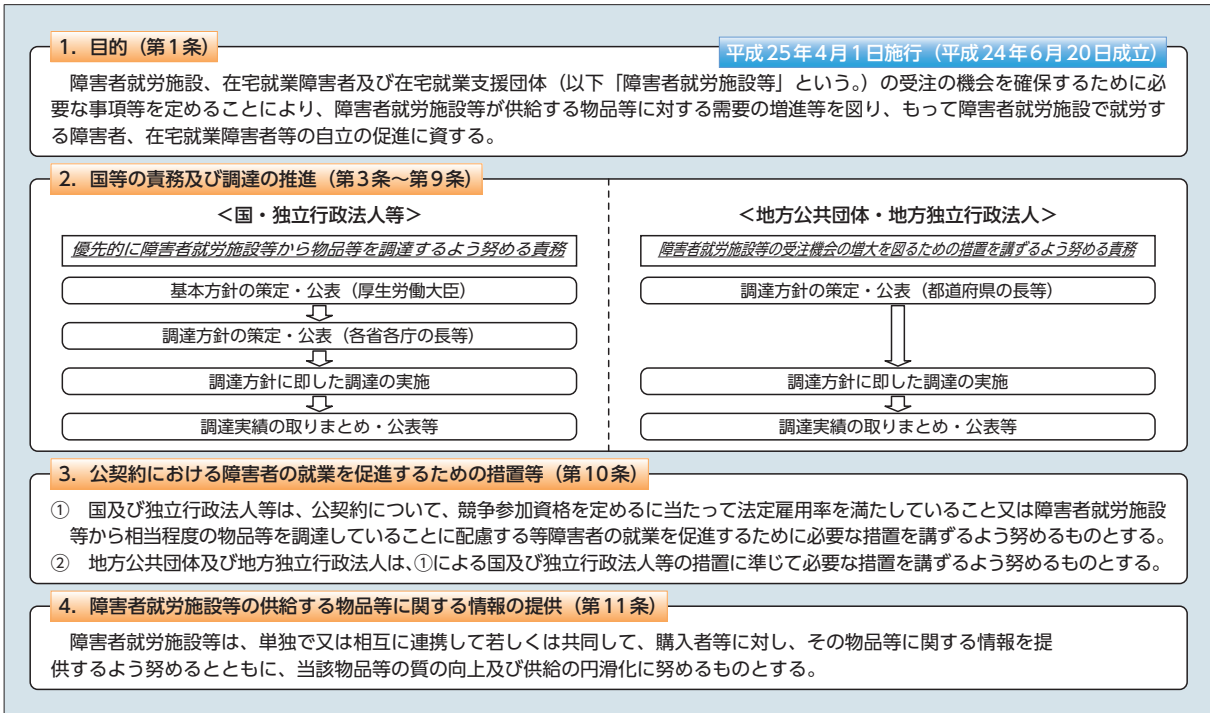 1．目的（第1条）
平成25年4月1日施行（平成24年6月20日成立）
障害者就労施設、在宅就業障害者及び在宅就業支援団体（以下「障害者就労施設等」という。）の受注の機会を確保するために必
要な事項等を定めることにより、障害者就労施設等が供給する物品等に対する需要の増進等を図り、もって障害者就労施設で就労す
る障害者、在宅就業障害者等の自立の促進に資する。
2．国等の責務及び調達の推進（第3条～第9条）
＜国・独立行政法人等＞
優先的に障害者就労施設等から物品等を調達するよう努める責務
基本方針の策定・公表（厚生労働大臣）
調達方針の策定・公表（各省各庁の長等）
調達方針に即した調達の実施
調達実績の取りまとめ・公表等
＜地方公共団体・地方独立行政法人＞
障害者就労施設等の受注機会の増大を図るための措置を講ずるよう努める責務
調達方針の策定・公表（都道府県の長等）
調達方針に即した調達の実施
調達実績の取りまとめ・公表等
3．公契約における障害者の就業を促進するための措置等（第10条）
①　国及び独立行政法人等は、公契約について、競争参加資格を定めるに当たって法定雇用率を満たしていること又は障害者就労施設
等から相当程度の物品等を調達していることに配慮する等障害者の就業を促進するために必要な措置を講ずるよう努めるものとする。
②　地方公共団体及び地方独立行政法人は、①による国及び独立行政法人等の措置に準じて必要な措置を講ずるよう努めるものとする。
4．障害者就労施設等の供給する物品等に関する情報の提供（第11条）
障害者就労施設等は、単独で又は相互に連携して若しくは共同して、購入者等に対し、その物品等に関する情報を提
供するよう努めるとともに、当該物品等の質の向上及び供給の円滑化に努めるものとする。